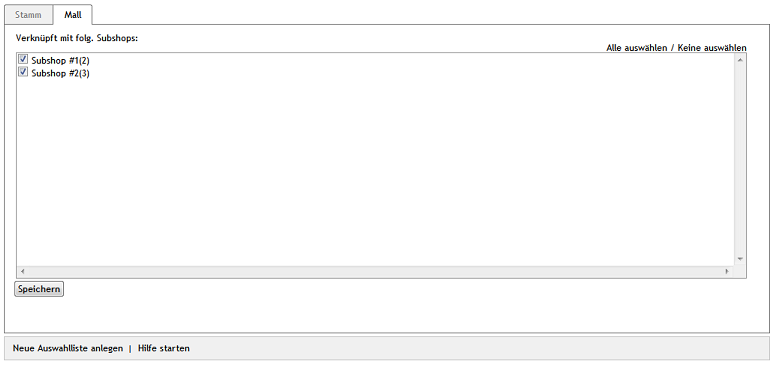 Stamm Mall
Verknüpft mit folg. Subshops:
Alle auswählen / Keine auswählen
Subshop #1(2)
Subshop #2(3)
Speichern
Neue Auswahlliste anlegen | Hilfe starten